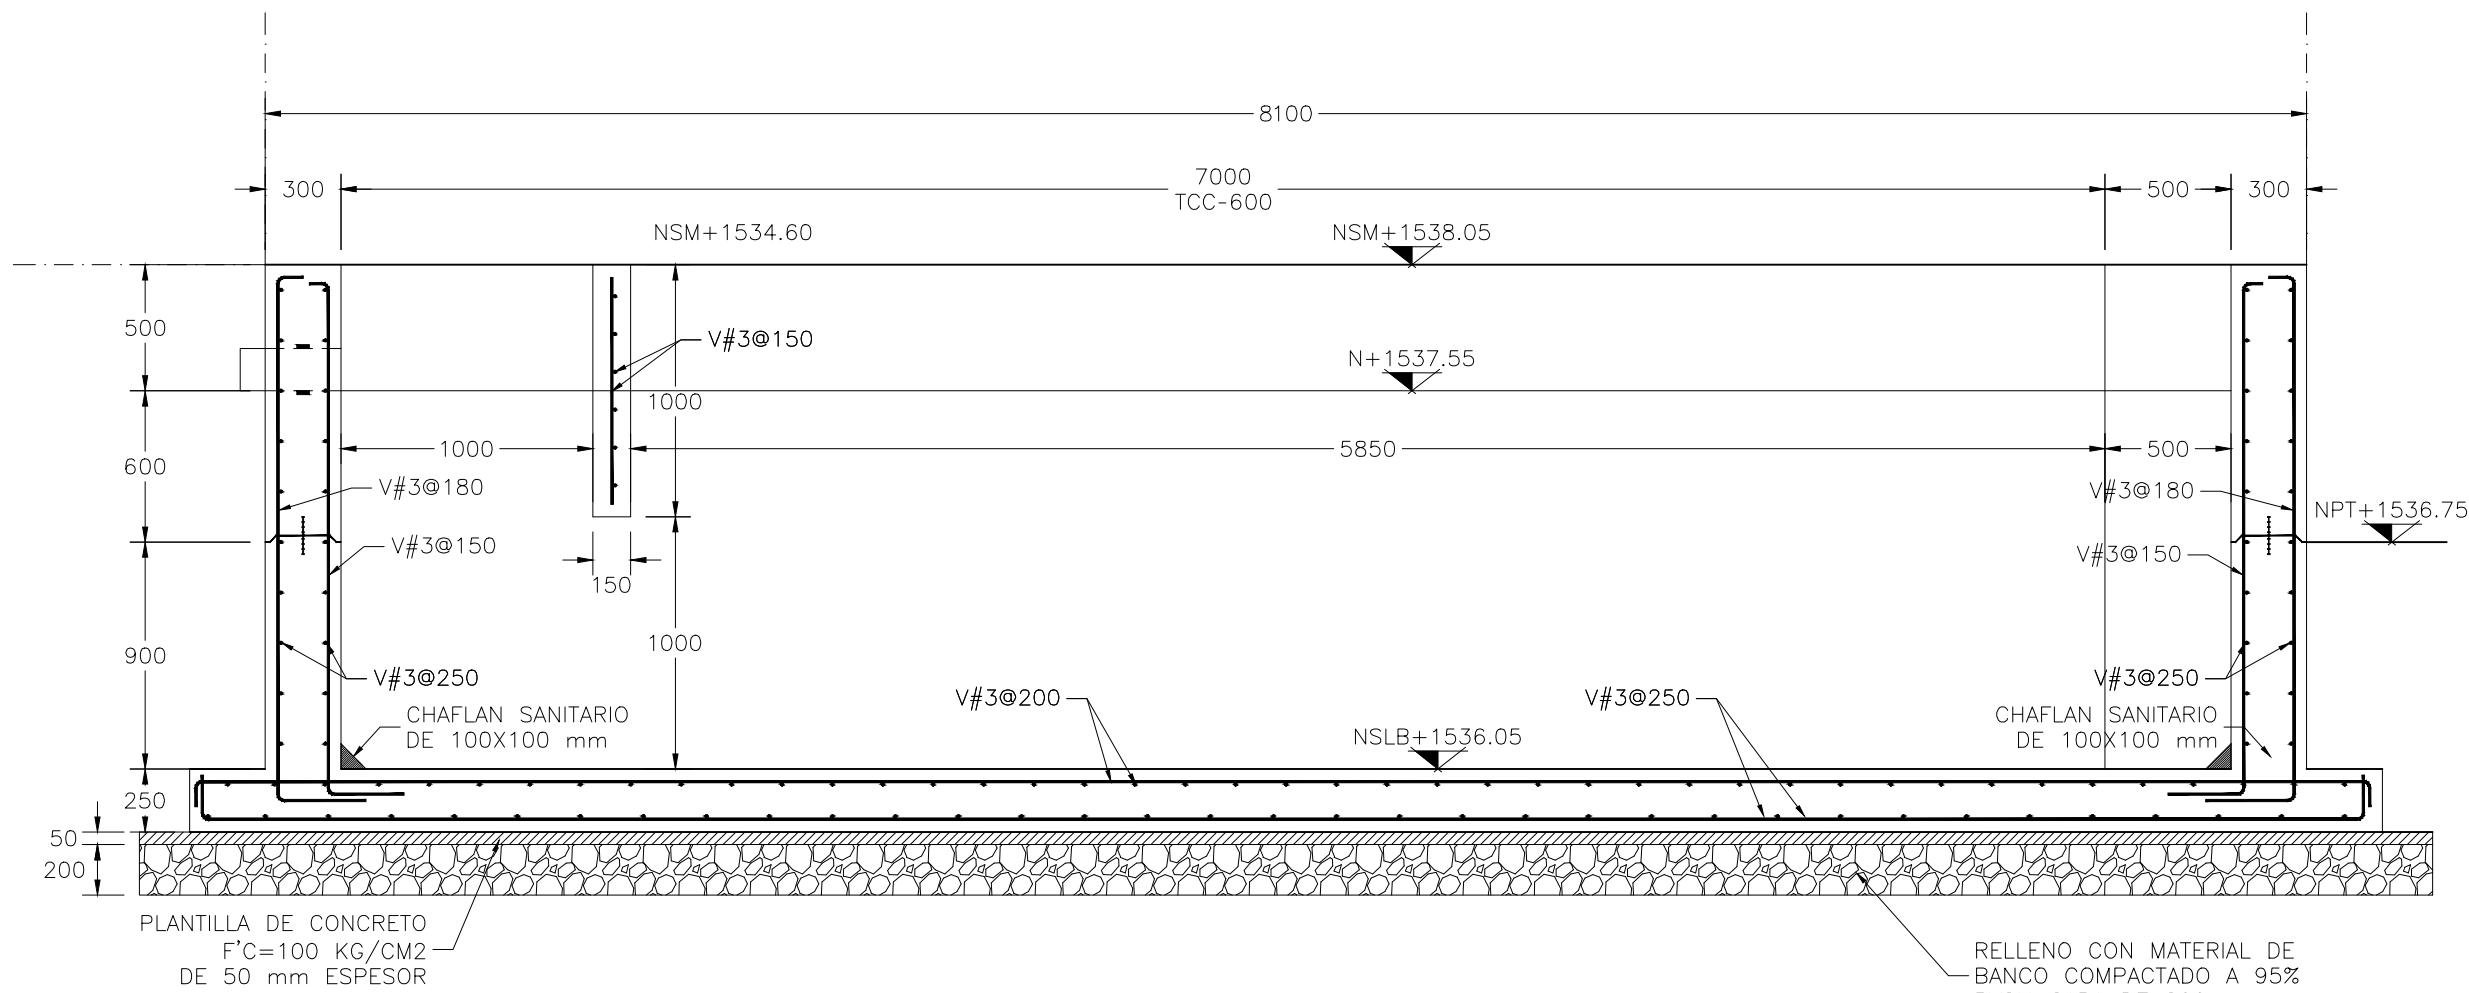 8100
300
7000
TCC-600
500
300
NSM+1534.60
NSM+1538.05
500
V#3@150
1000
N+1537.55
600
1000
5850
500
V#3@180
V#3@180
NPT+1536.75
V#3@150
V#3@150
150
900
1000
V#3@250
V#3@250
V#3@200
V#3@250
CHAFLAN SANITARIO
DE 100X100 mm
NSLB+1536.05
CHAFLAN SANITARIO
DE 100X100 mm
250
50
200
PLANTILLA DE CONCRETO
F'C=100 KG/CM2
DE 50 mm ESPESOR
RELLENO CON MATERIAL DE
BANCO COMPACTADO A 95%